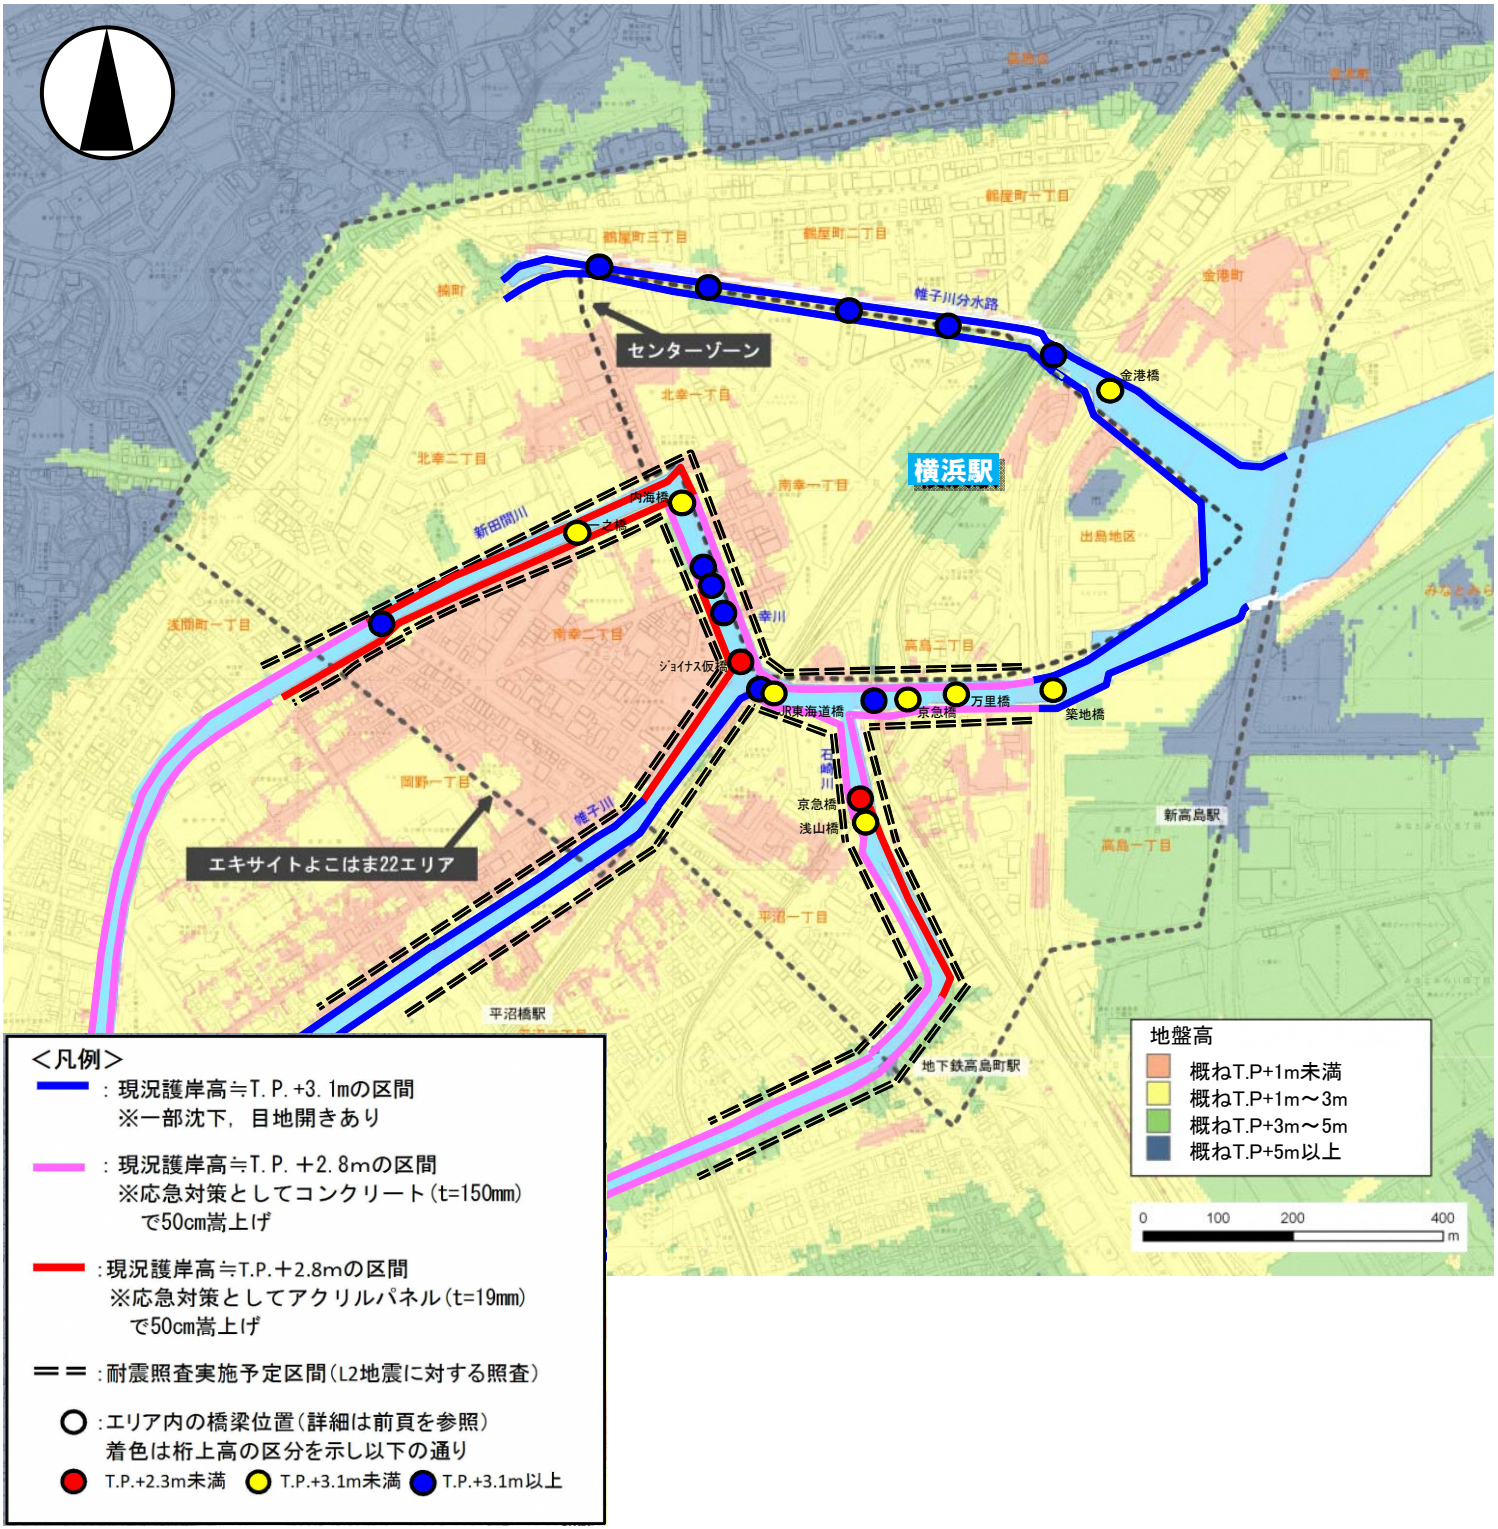 高島台
青木町
鶴屋町一丁目
鶴屋町三丁目
鶴屋町二丁目
金港町
楠町
帷子川分水路
センターゾーン
金港橋
北幸一丁目
北幸二丁目
横浜駅
南幸一丁目
内海橋
新田間川
一之橋
出島地区
みなとみら
浅間町一丁目
南幸二丁目
幸川
高島二丁目
ｼﾞｮｲﾅｽ仮橋
JR東海道橋
京急橋
万里橋
築地橋
石崎川
岡野一丁目
帷子川
京急橋
浅山橋
新高島駅
高島一丁目
エキサイトよこはま22エリア
平沼一丁目
平沼橋駅
地下鉄高島町駅
＜凡例＞
：現況護岸高≒T.P.+3.1mの区間
※一部沈下，目地開きあり
：現況護岸高≒T.P.＋2.8mの区間
※応急対策としてコンクリート(t=150mm)
で50cm嵩上げ
：現況護岸高≒T.P.＋2.8mの区間
※応急対策としてアクリルパネル(t=19mm)
で50cm嵩上げ
：耐震照査実施予定区間(L2地震に対する照査)
：エリア内の橋梁位置(詳細は前頁を参照)
着色は桁上高の区分を示し以下の通り
T.P.+2.3m未満 T.P.+3.1m未満 T.P.+3.1m以上
地盤高
概ねT.P+1m未満
概ねT.P+1m～3m
概ねT.P+3m～5m
概ねT.P+5m以上
0 100 200 400
m